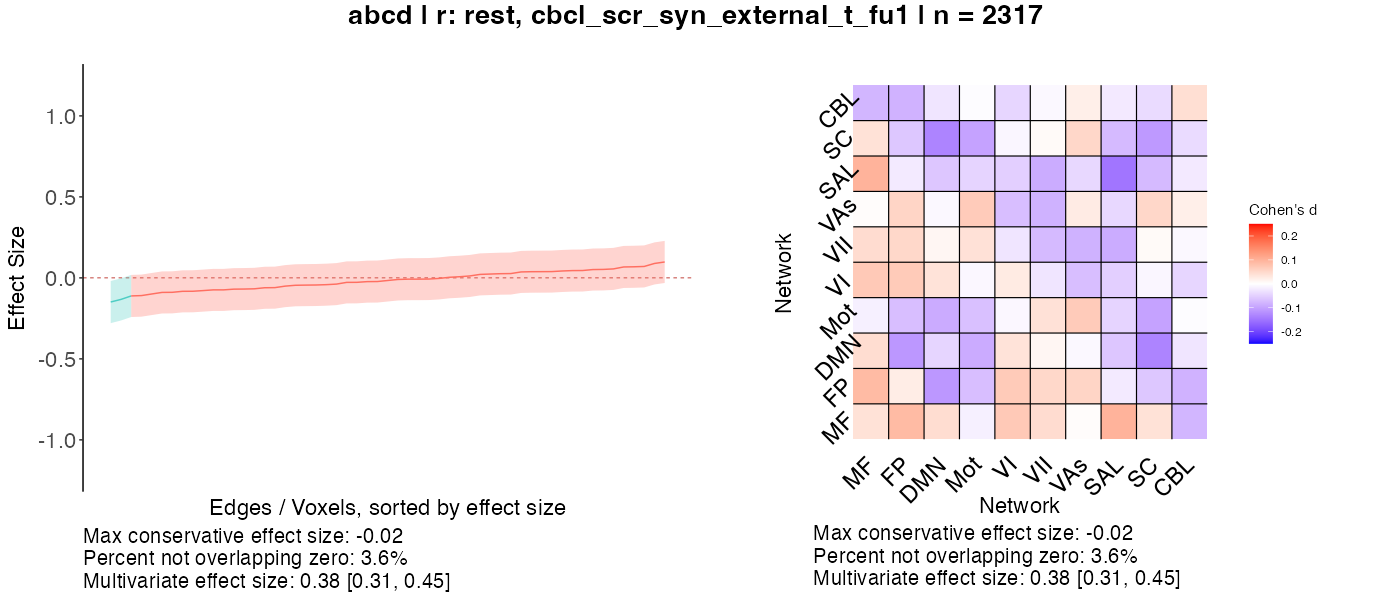 abcd | r: rest, cbcl_scr_syn_external_t_fu1 | n = 2317
Effect Size
1.0
0.5
0.0
-0.5
-1.0
Edges / Voxels, sorted by effect size
Max conservative effect size: -0.02
Percent not overlapping zero: 3.6%
Multivariate effect size: 0.38 [0.31, 0.45]
Network
CBL
SC
SAL
VAs
VII
VI
Mot
DMN
FP
MF
MF
FP
DMN
Mot
VI
VII
VAs
SAL
SC
CBL
Network
Max conservative effect size: -0.02
Percent not overlapping zero: 3.6%
Multivariate effect size: 0.38 [0.31, 0.45]
Cohen's d
0.2
0.1
0.0
-0.1
-0.2